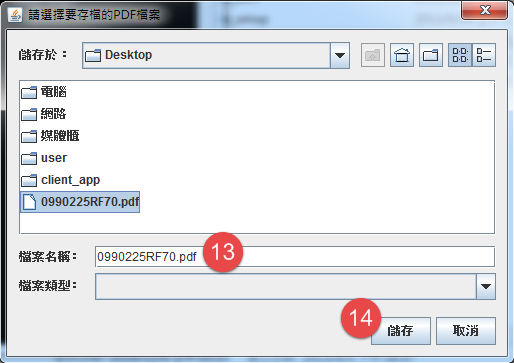 請選擇要存檔的PDF檔案
儲存於：
Desktop
電腦
網路
媒體櫃
user
client_app
0990225RF70.pdf
檔案名稱：
0990225RF70.pdf
13
檔案類型：
14
儲存
取消